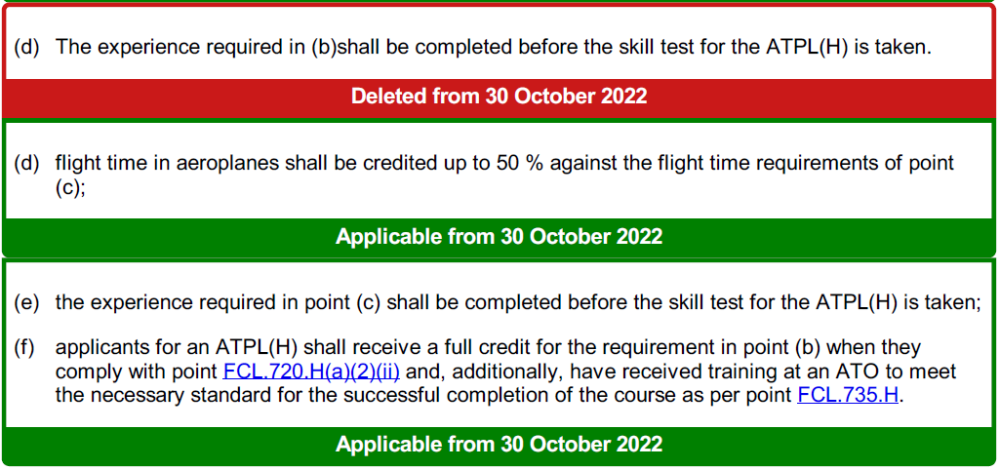 (d) The experience required in (b)shall be completed before the skill test for the ATPL(H) is taken.
Deleted from 30 October 2022
(d) flight time in aeroplanes shall be credited up to 50 % against the flight time requirements of point
(c);
Applicable from 30 October 2022
(e) the experience required in point (c) shall be completed before the skill test for the ATPL(H) is taken;
(f) applicants for an ATPL(H) shall receive a full credit for the requirement in point (b) when they
comply with point FCL.720.H(a)(2)(ii) and, additionally, have received training at an ATO to meet
the necessary standard for the successful completion of the course as per point FCL.735.H.
Applicable from 30 October 2022